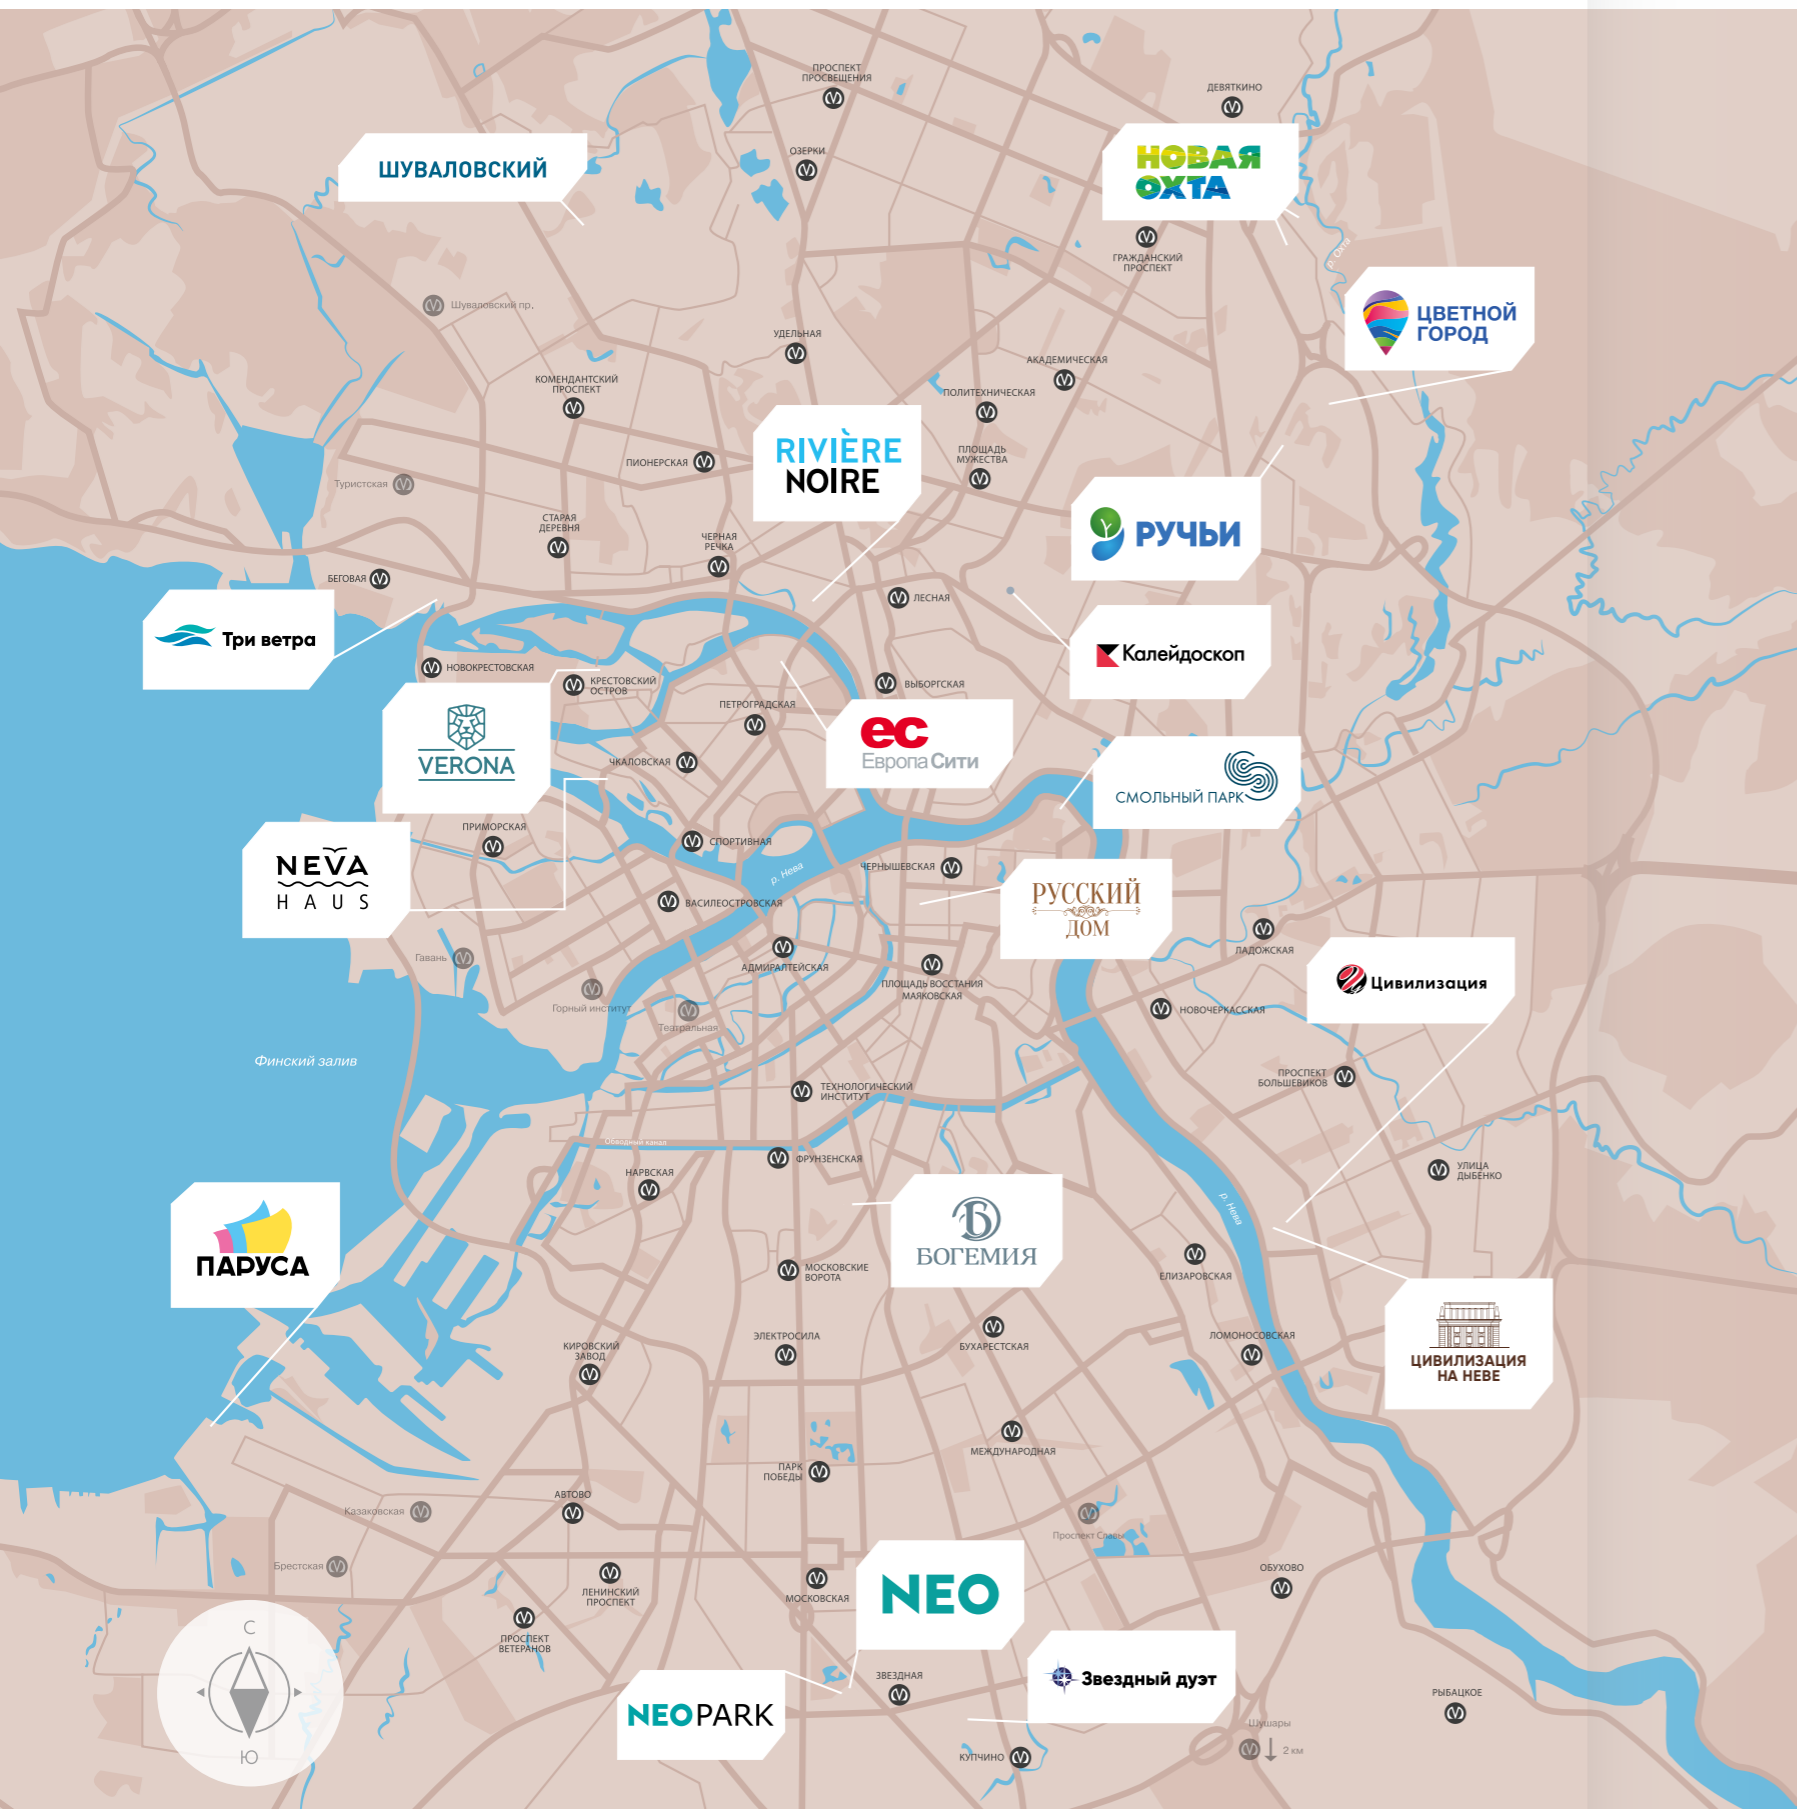 ПРОСПЕКТ
ПРОСВЕЩЕНИЯ
ДЕВЯТКИНО
ШУВАЛОВСКИЙ
ОЗЕРКИ
НОВАЯ
ОХТА
ГРАЖДАНСКИЙ
ПРОСПЕКТ
р. Охта
Шуваловский пр.
ЦВЕТНОЙ
ГОРОД
УДЕЛЬНАЯ
АКАДЕМИЧЕСКАЯ
КОМЕНДАНТСКИЙ
ПРОСПЕКТ
ПОЛИТЕХНИЧЕСКАЯ
RIVIÈRE
NOIRE
ПЛОЩАДЬ
МУЖЕСТВА
ПИОНЕРСКАЯ
Туристская
СТАРАЯ
ДЕРЕВНЯ
ЧЕРНАЯ
РЕЧКА
РУЧЬИ
БЕГОВАЯ
ЛЕСНАЯ
Три ветра
Калейдоскоп
НОВОКРЕСТОВСКАЯ
КРЕСТОВСКИЙ
ОСТРОВ
ВЫБОРГСКАЯ
ПЕТРОГРАДСКАЯ
VERONA
ес
Европа Сити
ЧКАЛОВСКАЯ
СМОЛЬНЫЙ ПАРК
ПРИМОРСКАЯ
СПОРТИВНАЯ
NEVA
HAUS
р. Нева
ЧЕРНЫШЕВСКАЯ
РУССКИЙ
ДОМ
ВАСИЛЕОСТРОВСКАЯ
Гавань
АДМИРАЛТЕЙСКАЯ
ЛАДОЖСКАЯ
ПЛОЩАДЬ ВОССТАНИЯ
МАЯКОВСКАЯ
Цивилизация
Горный институт
Театральная
НОВОЧЕРКАССКАЯ
Финский залив
ПРОСПЕКТ
БОЛЬШЕВИКОВ
ТЕХНОЛОГИЧЕСКИЙ
ИНСТИТУТ
Обводный канал
ФРУНЗЕНСКАЯ
НАРВСКАЯ
УЛИЦА
ДЫБЕНКО
р. Нева
Б
БОГЕМИЯ
ПАРУСА
МОСКОВСКИЕ
ВОРОТА
ЕЛИЗАРОВСКАЯ
ЭЛЕКТРОСИЛА
БУХАРЕСТСКАЯ
ЛОМОНОСОВСКАЯ
КИРОВСКИЙ
ЗАВОД
ЦИВИЛИЗАЦИЯ
НА НЕВЕ
МЕЖДУНАРОДНАЯ
ПАРК
ПОБЕДЫ
АВТОВО
Казаковская
Проспект Славы
Брестская
ЛЕНИНСКИЙ
ПРОСПЕКТ
МОСКОВСКАЯ
NEO
ОБУХОВО
ПРОСПЕКТ
ВЕТЕРАНОВ
С
Ю
ЗВЕЗДНАЯ
Звездный дуэт
NEOPARK
РЫБАЦКОЕ
Шушары
2 км
КУПЧИНО